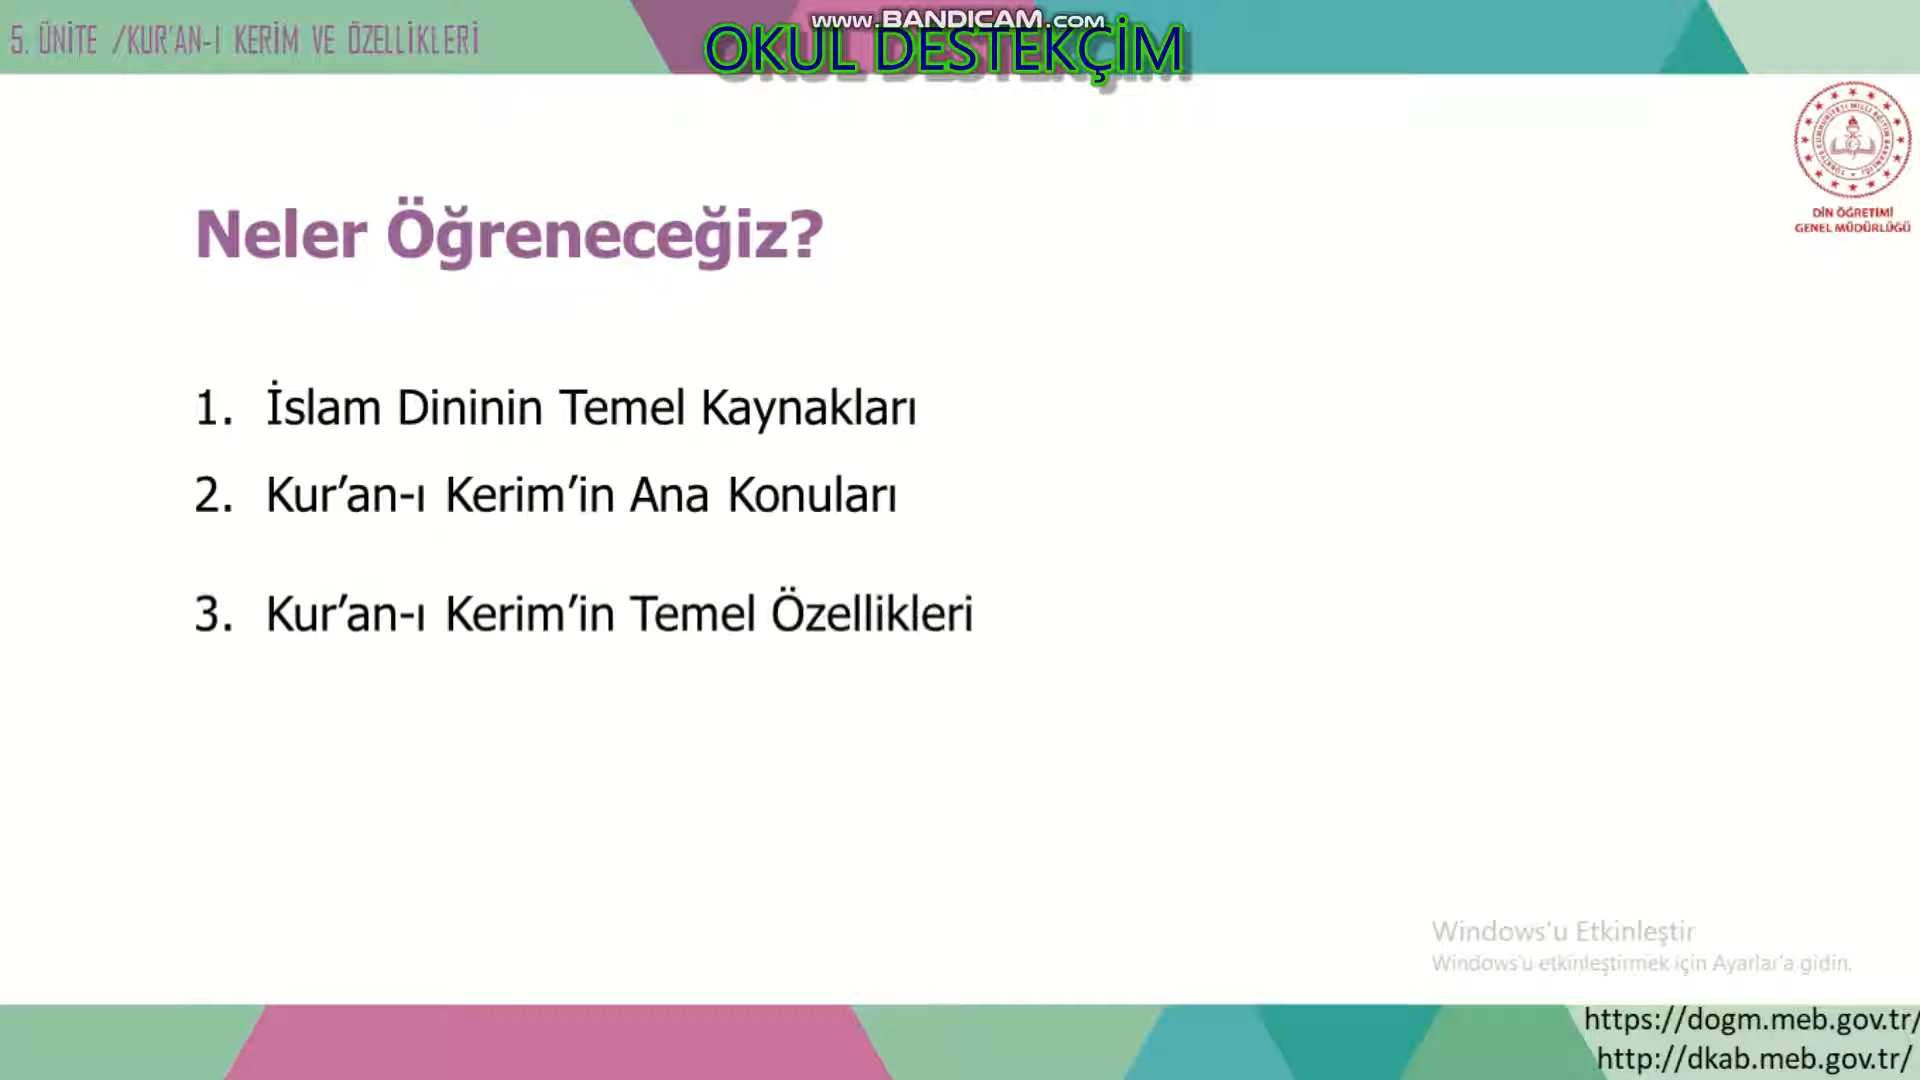 www.BANDICAM.com
5. ÜNİTE /KUR'AN-I KERİM VE ÖZELLİKLERİ
OKUL DESTEKÇİM
DİN ÖĞRETİMİ
GENEL MÜDÜRLÜĞÜ
Neler Öğreneceğiz?
1. İslam Dininin Temel Kaynakları
2. Kur’an-ı Kerim’in Ana Konuları
3. Kur’an-ı Kerim’in Temel Özellikleri
Windows'u Etkinleştir
Windows'u etkinleştirmek için Ayarlar'a gidin.
https://dogm.meb.gov.tr/
http://dkab.meb.gov.tr/